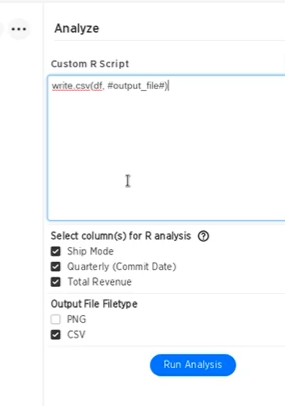 Analyze
Custom R Script
write.csv(df, #output_file#)
Select column(s) for R analysis
Ship Mode
Quarterly (Commit Date)
Total Revenue
Output File Filetype
PNG
CSV
Run Analysis